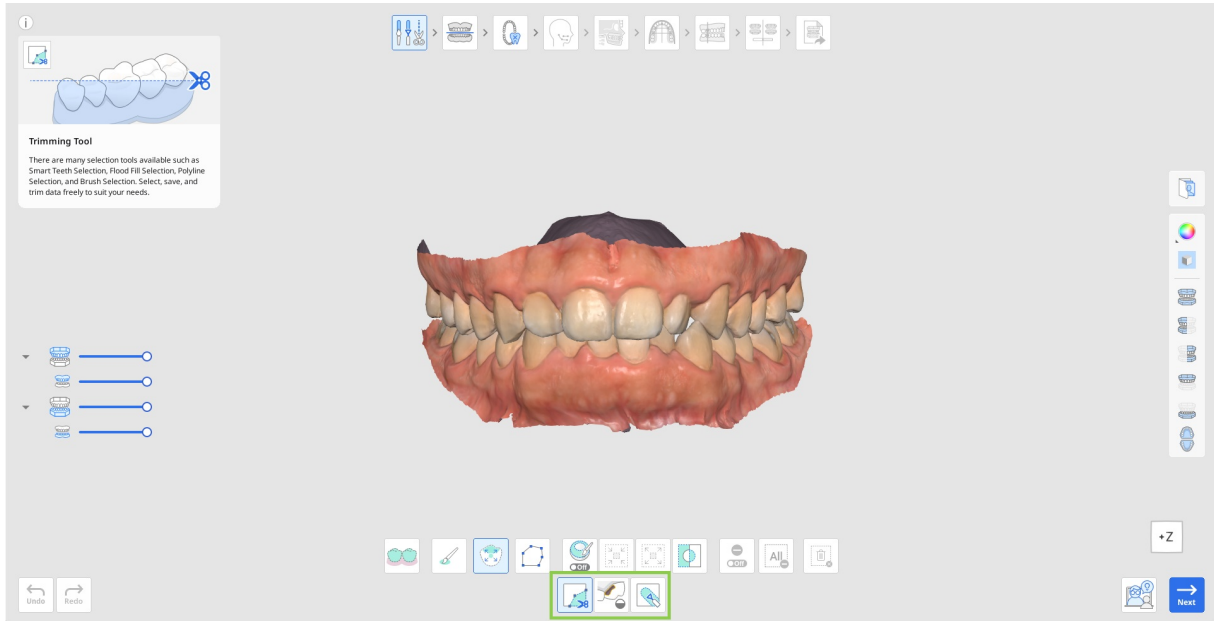 Trimming Tool
There are many selection tools available such as
Smart Teeth Selection, Flood Fill Selection, Polyline
Selection, and Brush Selection. Select, save, and
trim data freely to suit your needs.
+Z
Off
Off
All
Undo
Redo
Next